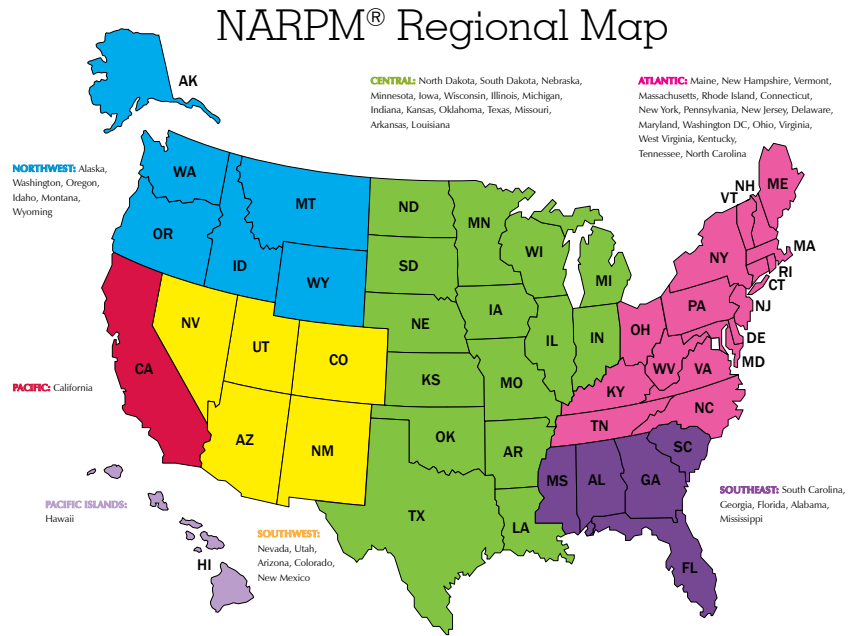 NARPM® Regional Map
CENTRAL: North Dakota, South Dakota, Nebraska,
Minnesota, Iowa, Wisconsin, Illinois, Michigan,
Indiana, Kansas, Oklahoma, Texas, Missouri,
Arkansas, Louisiana
ATLANTIC: Maine, New Hampshire, Vermont,
Massachusetts, Rhode Island, Connecticut,
New York, Pennsylvania, New Jersey, Delaware,
Maryland, Washington DC, Ohio, Virginia,
West Virginia, Kentucky,
Tennessee, North Carolina
NORTHWEST: Alaska,
Washington, Oregon,
Idaho, Montana,
Wyoming
PACIFIC: California
PACIFIC ISLANDS:
Hawaii
SOUTHWEST:
Nevada, Utah,
Arizona, Colorado,
New Mexico
SOUTHEAST: South Carolina,
Georgia, Florida, Alabama,
Mississippi
AK
WA
OR
ID
MT
WY
CA
NV
UT
CO
AZ
NM
ND
SD
NE
KS
OK
TX
MN
IA
MO
AR
LA
WI
IL
MI
IN
OH
KY
TN
WV
VA
NC
PA
NY
VT
NH
ME
MA
RI
CT
NJ
DE
MD
MS
AL
GA
SC
FL
HI